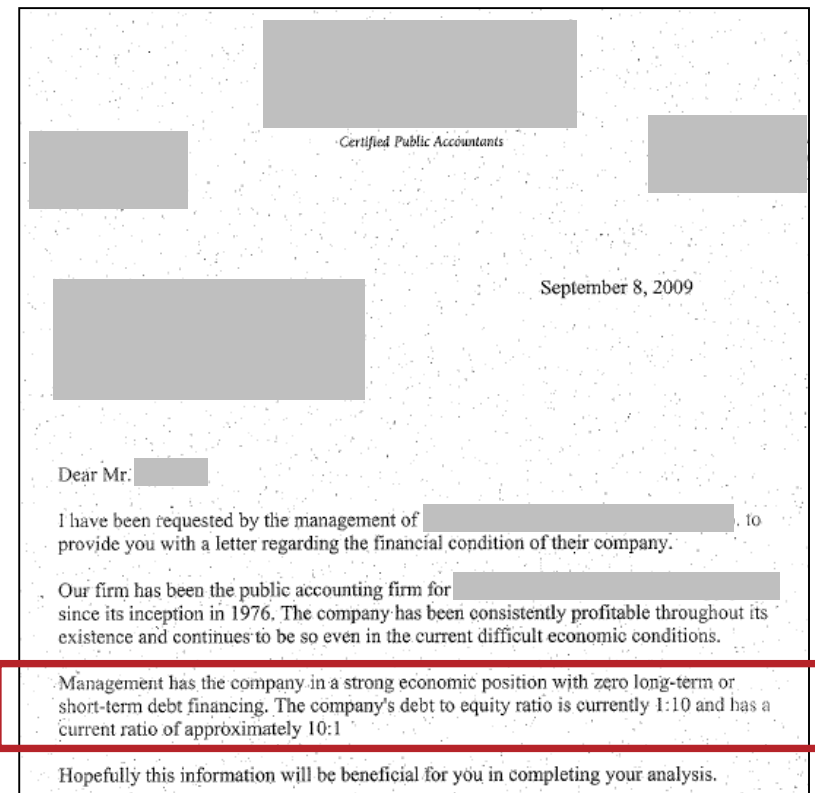 Certified Public Accountants
September 8, 2009
Dear Mr.
I have been requested by the management of , to
provide you with a letter regarding the financial condition of their company.
Our firm has been the public accounting firm for
since its inception in 1976. The company has been consistently profitable throughout its
existence and continues to be so even in the current difficult economic conditions.
Management has the company in a strong economic position with zero long-term or
short-term debt financing. The company's debt to equity ratio is currently 1:10 and has a
current ratio of approximately 10:1
Hopefully this information will be beneficial for you in completing your analysis.